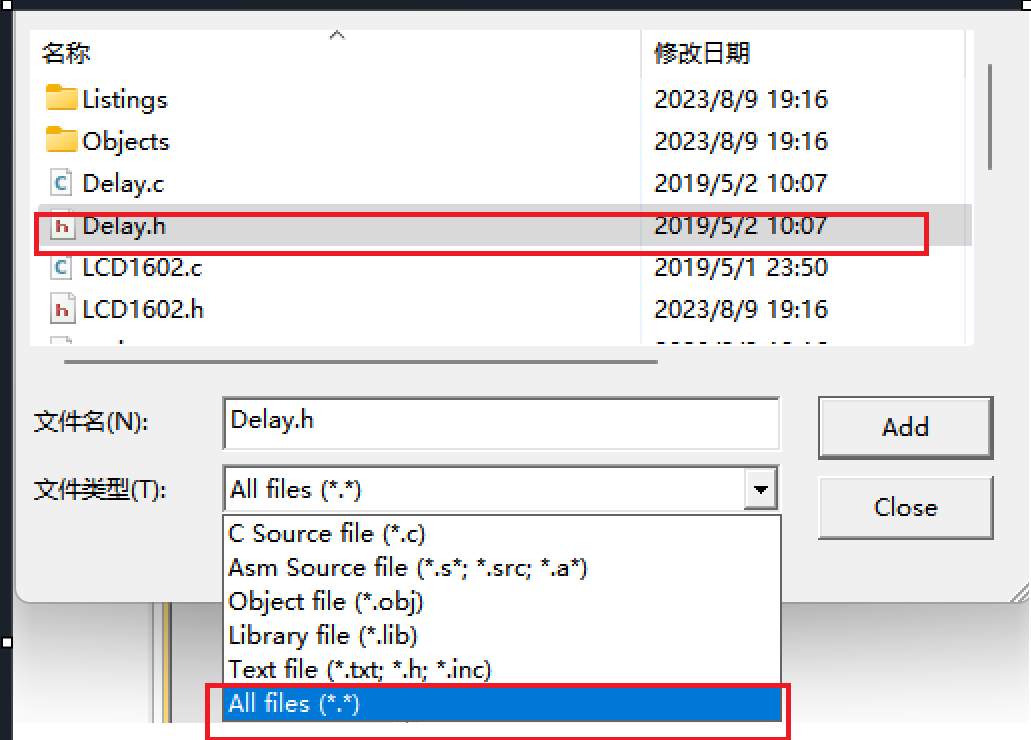 名称 修改日期
Listings 2023/8/9 19:16
Objects 2023/8/9 19:16
Delay.c 2019/5/2 10:07
Delay.h 2019/5/2 10:07
LCD1602.c 2019/5/1 23:50
LCD1602.h 2023/8/9 19:16
文件名(N): Delay.h Add
文件类型(T): All files (*.*)
Close
C Source file (*.c)
Asm Source file (*.s*; *.src; *.a*)
Object file (*.obj)
Library file (*.lib)
Text file (*.txt; *.h; *.inc)
All files (*.*)